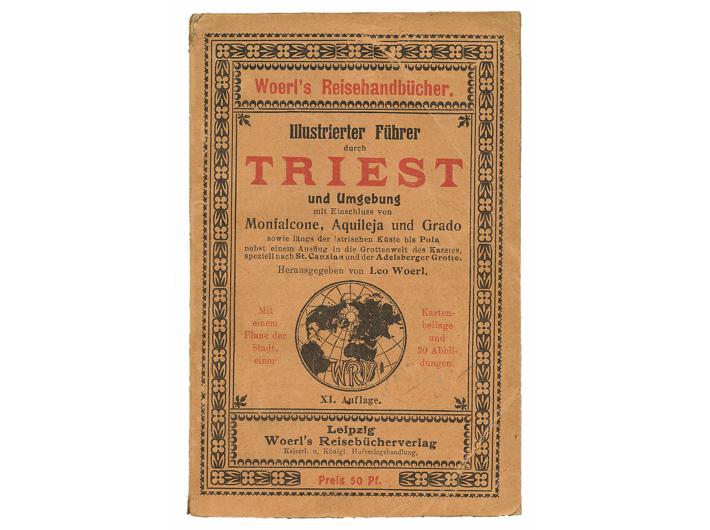 Woerl's Reisehandbücher.
Illustrierter Führer
durch
TRIEST
und Umgebung
mit Einschluss von
Monfalcone, Aquileja und Grado
sowie längs der istrischen Küste bis Pola
nebst einem Ausflug in die Grottenwelt des Karstes,
speziell nach St. Canzian und der Adelsberger Grotte.
Herausgegeben von Leo Woerl.
Mit
einem
Plane der
Stadt,
einer
Karten-
beilage
und
30 Abbil-
dungen.
WRV
XI. Auflage.
Leipzig
Woerl's Reisebücherverlag
Kaiserl. u. Königl. Hofverlagshandlung.
Preis 50 Pf.